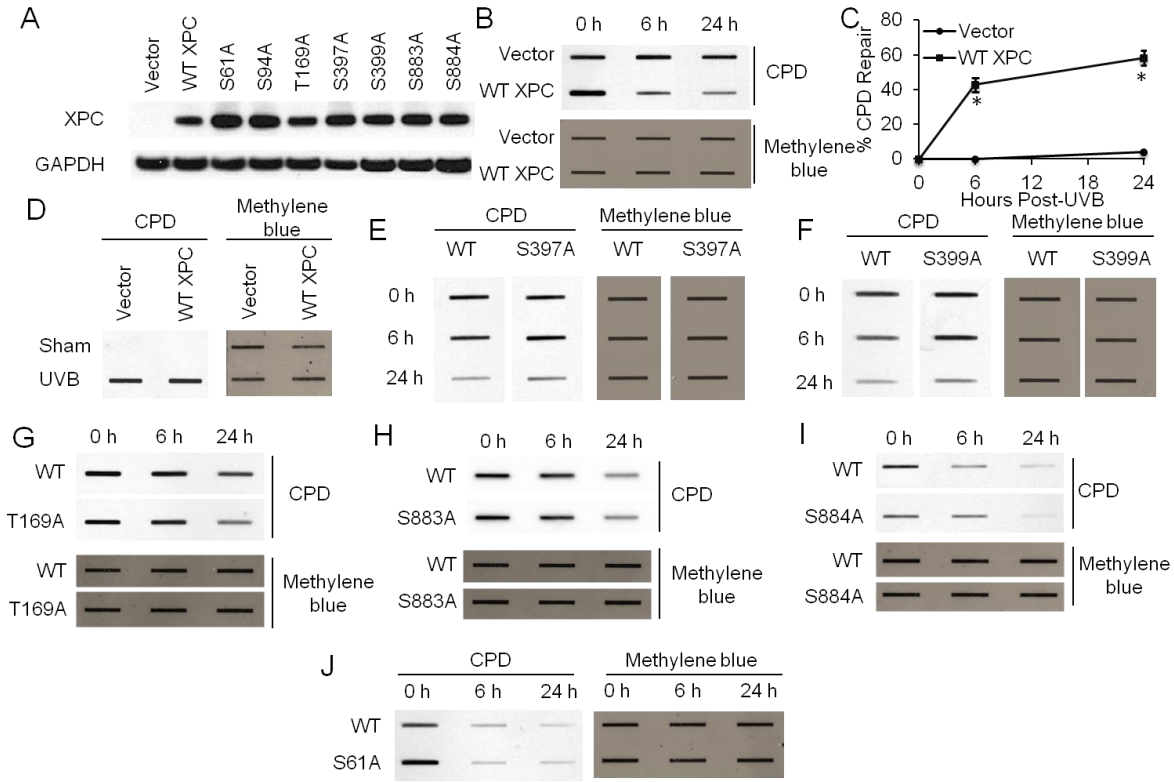 A
Vector
WT XPC
S61A
S94A
T169A
S397A
S399A
S883A
S884A
XPC
GAPDH
B
0 h 6 h 24 h
Vector
WT XPC
CPD
Vector
WT XPC
Methylene
blue
C
% CPD Repair
80
60
40
20
0
Vector
WT XPC
*
*
0 6 12 18 24
Hours Post-UVB
D
CPD
Methylene
blue
Vector
WT XPC
Vector
WT XPC
Sham
UVB
E
CPD Methylene blue
WT S397A WT S397A
0 h
6 h
24 h
F
CPD Methylene blue
WT S399A WT S399A
0 h
6 h
24 h
G
0 h 6 h 24 h
WT
T169A
CPD
WT
T169A
Methylene
blue
H
0 h 6 h 24 h
WT
S883A
CPD
WT
S883A
Methylene
blue
I
0 h 6 h 24 h
WT
S884A
CPD
WT
S884A
Methylene
blue
J
CPD Methylene blue
0 h 6 h 24 h 0 h 6 h 24 h
WT
S61A